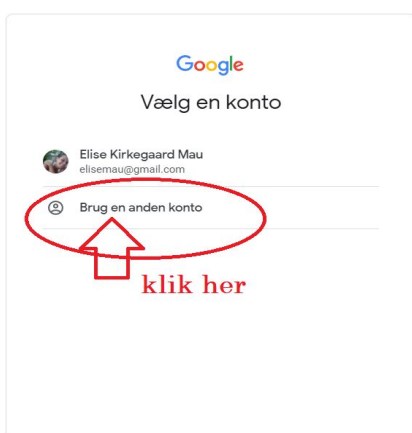 Google
Vælg en konto
Elise Kirkegaard Mau
elisemau@gmail.com
Brug en anden konto
klik her